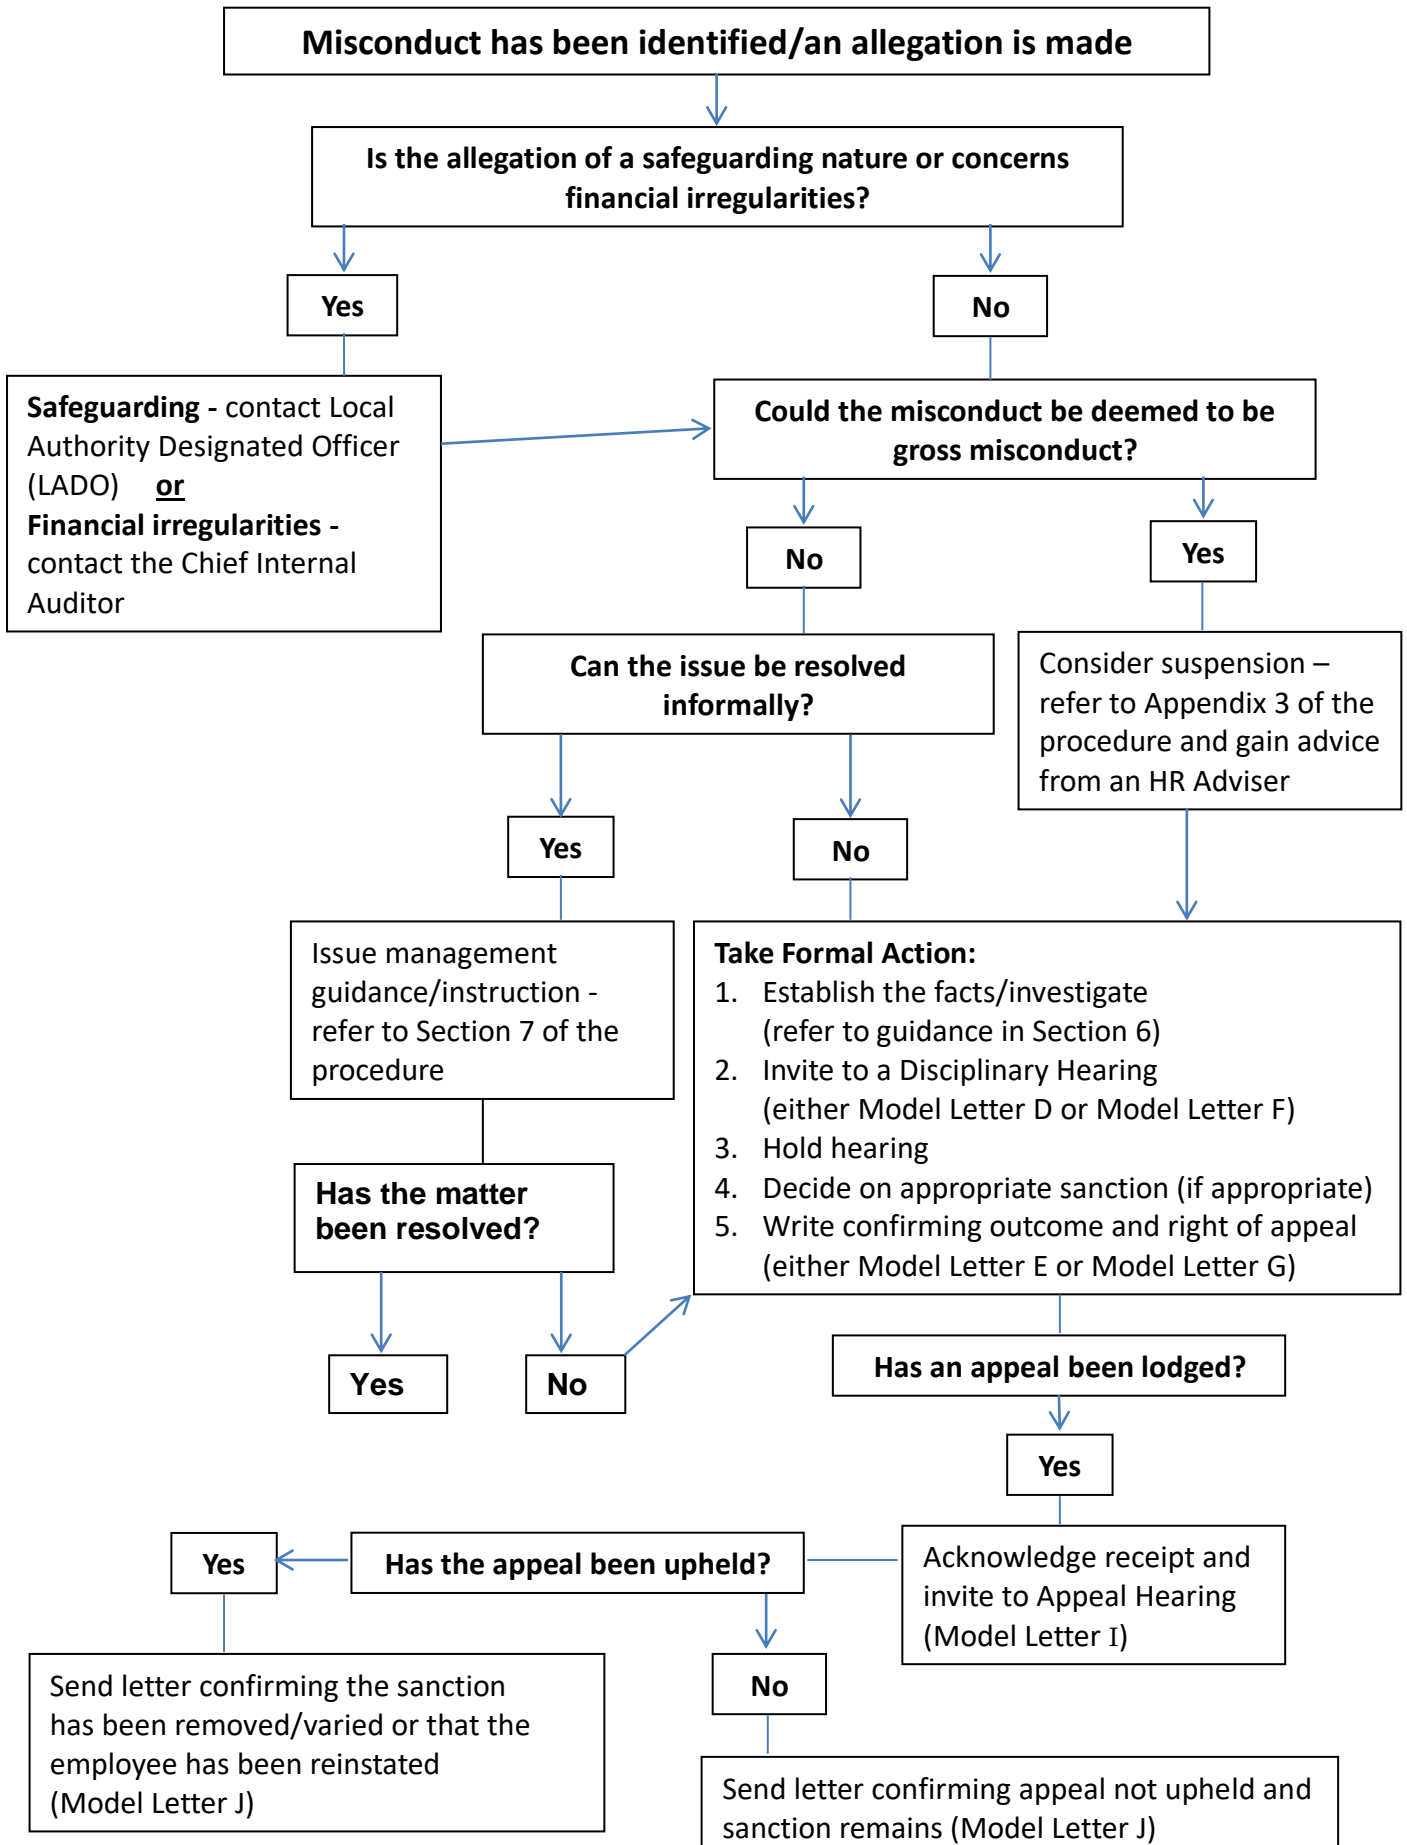 Misconduct has been identified/an allegation is made
Is the allegation of a safeguarding nature or concerns
financial irregularities?
Yes
No
Safeguarding - contact Local
Authority Designated Officer
(LADO) or
Financial irregularities -
contact the Chief Internal
Auditor
Could the misconduct be deemed to be
gross misconduct?
No
Yes
Can the issue be resolved
informally?
Consider suspension –
refer to Appendix 3 of the
procedure and gain advice
from an HR Adviser
Yes
No
Issue management
guidance/instruction -
refer to Section 7 of the
procedure
Take Formal Action:
1. Establish the facts/investigate
(refer to guidance in Section 6)
2. Invite to a Disciplinary Hearing
(either Model Letter D or Model Letter F)
3. Hold hearing
4. Decide on appropriate sanction (if appropriate)
5. Write confirming outcome and right of appeal
(either Model Letter E or Model Letter G)
Has the matter
been resolved?
Yes
No
Has an appeal been lodged?
Yes
Acknowledge receipt and
invite to Appeal Hearing
(Model Letter I)
Has the appeal been upheld?
Yes
No
Send letter confirming the sanction
has been removed/varied or that the
employee has been reinstated
(Model Letter J)
Send letter confirming appeal not upheld and
sanction remains (Model Letter J)